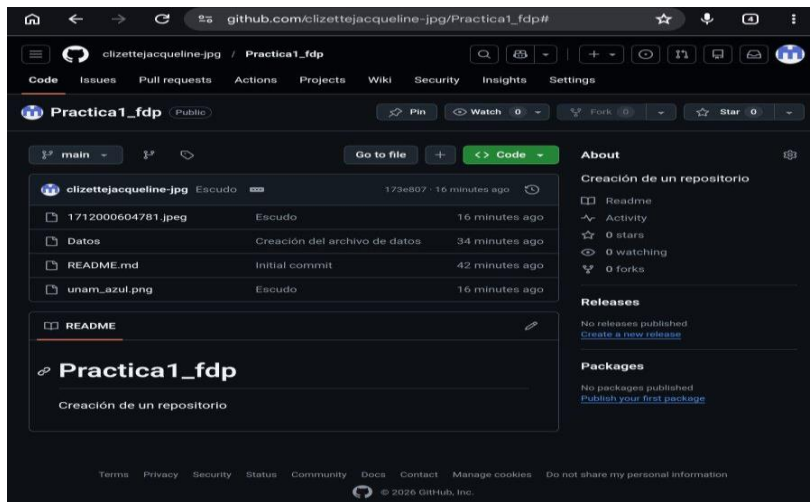 github.com/clizettejacqueline-jpg/Practica1_fdp#
4
clizettejacqueline-jpg / Practica1_fdp
Code Issues Pull requests Actions Projects Wiki Security Insights Settings
Practica1_fdp Public Pin Watch 0 Fork 0 Star 0
main Go to file + <> Code
About
clizettejacqueline-jpg Escudo 173e807 · 16 minutes ago
1712000604781.jpeg Escudo 16 minutes ago
Datos Creación del archivo de datos 34 minutes ago
README.md Initial commit 42 minutes ago
unam_azul.png Escudo 16 minutes ago
README
Practica1_fdp
Creación de un repositorio
Creación de un repositorio
Readme
Activity
0 stars
0 watching
0 forks
Releases
No releases published
Create a new release
Packages
No packages published
Publish your first package
Terms Privacy Security Status Community Docs Contact Manage cookies Do not share my personal information
© 2026 GitHub, Inc.